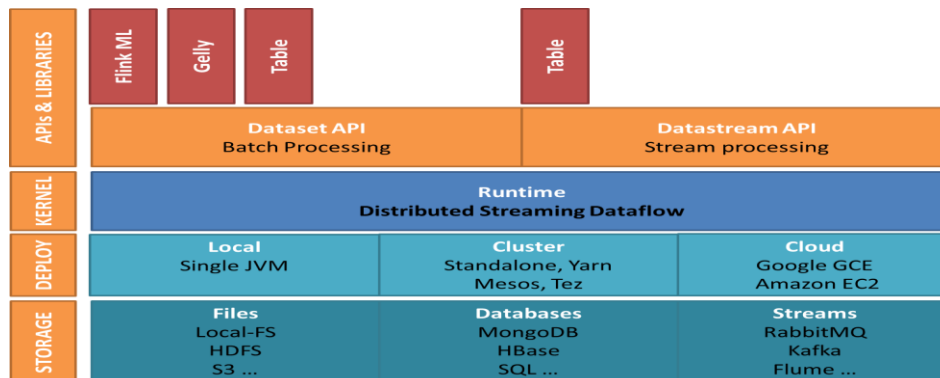 APIs & LIBRARIES
Flink ML
Gelly
Table
Table
Dataset API
Batch Processing
Datastream API
Stream processing
KERNEL
Runtime
Distributed Streaming Dataflow
DEPLOY
Local
Single JVM
Cluster
Standalone, Yarn
Mesos, Tez
Cloud
Google GCE
Amazon EC2
STORAGE
Files
Local-FS
HDFS
S3 ...
Databases
MongoDB
HBase
SQL ...
Streams
RabbitMQ
Kafka
Flume ...